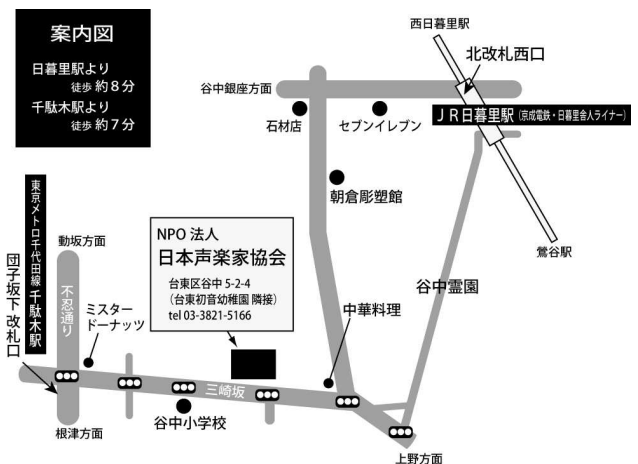 案内図
日暮里駅より
徒歩 約8分
千駄木駅より
徒歩 約7分
西日暮里駅
北改札西口
谷中銀座方面
石材店
セブンイレブン
JR日暮里駅(京成電鉄・日暮里舎人ライナー)
朝倉彫塑館
鶯谷駅
谷中霊園
NPO 法人
日本声楽家協会
台東区谷中 5-2-4
(台東初音幼稚園 隣接)
tel 03-3821-5166
東京メトロ千代田線 千駄木駅
団子坂下 改札口
動坂方面
不忍通り
ミスター
ドーナッツ
中華料理
三崎坂
谷中小学校
根津方面
上野方面